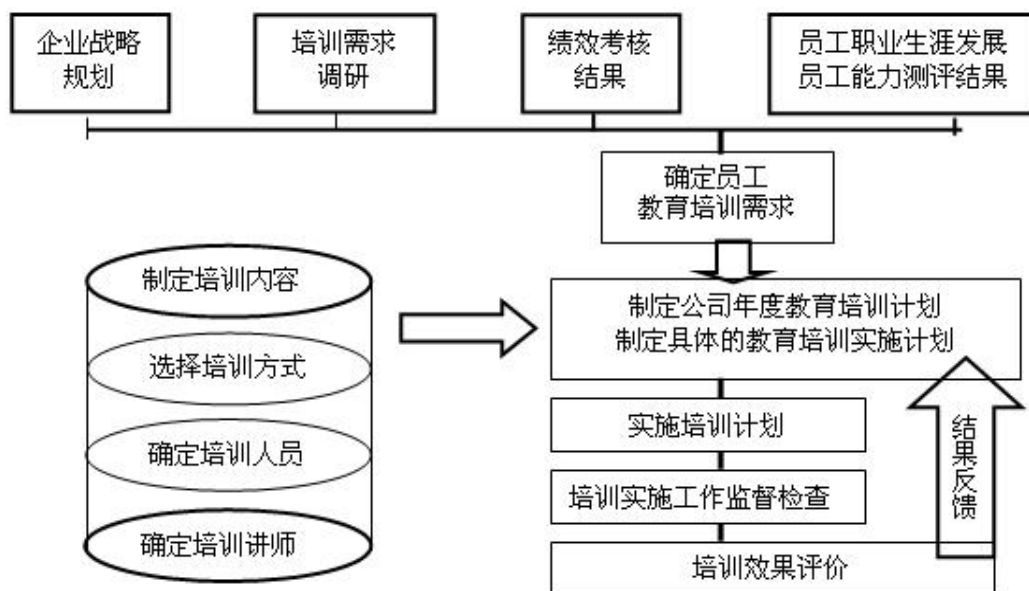 企业战略
规划
培训需求
调研
绩效考核
结果
员工职业生涯发展
员工能力测评结果
确定员工
教育培训需求
制定培训内容
选择培训方式
确定培训人员
确定培训讲师
制定公司年度教育培训计划
制定具体的教育培训实施计划
实施培训计划
培训实施工作监督检查
培训效果评价
结果反馈